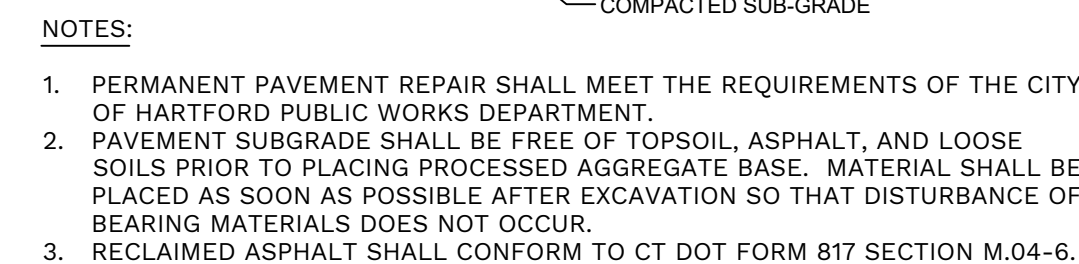 COMPACTED SUB-GRADE
NOTES:
1. PERMANENT PAVEMENT REPAIR SHALL MEET THE REQUIREMENTS OF THE CITY
OF HARTFORD PUBLIC WORKS DEPARTMENT.
2. PAVEMENT SUBGRADE SHALL BE FREE OF TOPSOIL, ASPHALT, AND LOOSE
SOILS PRIOR TO PLACING PROCESSED AGGREGATE BASE.  MATERIAL SHALL BE
PLACED AS SOON AS POSSIBLE AFTER EXCAVATION SO THAT DISTURBANCE OF
BEARING MATERIALS DOES NOT OCCUR.
3. RECLAIMED ASPHALT SHALL CONFORM TO CT DOT FORM 817 SECTION M.04-6.